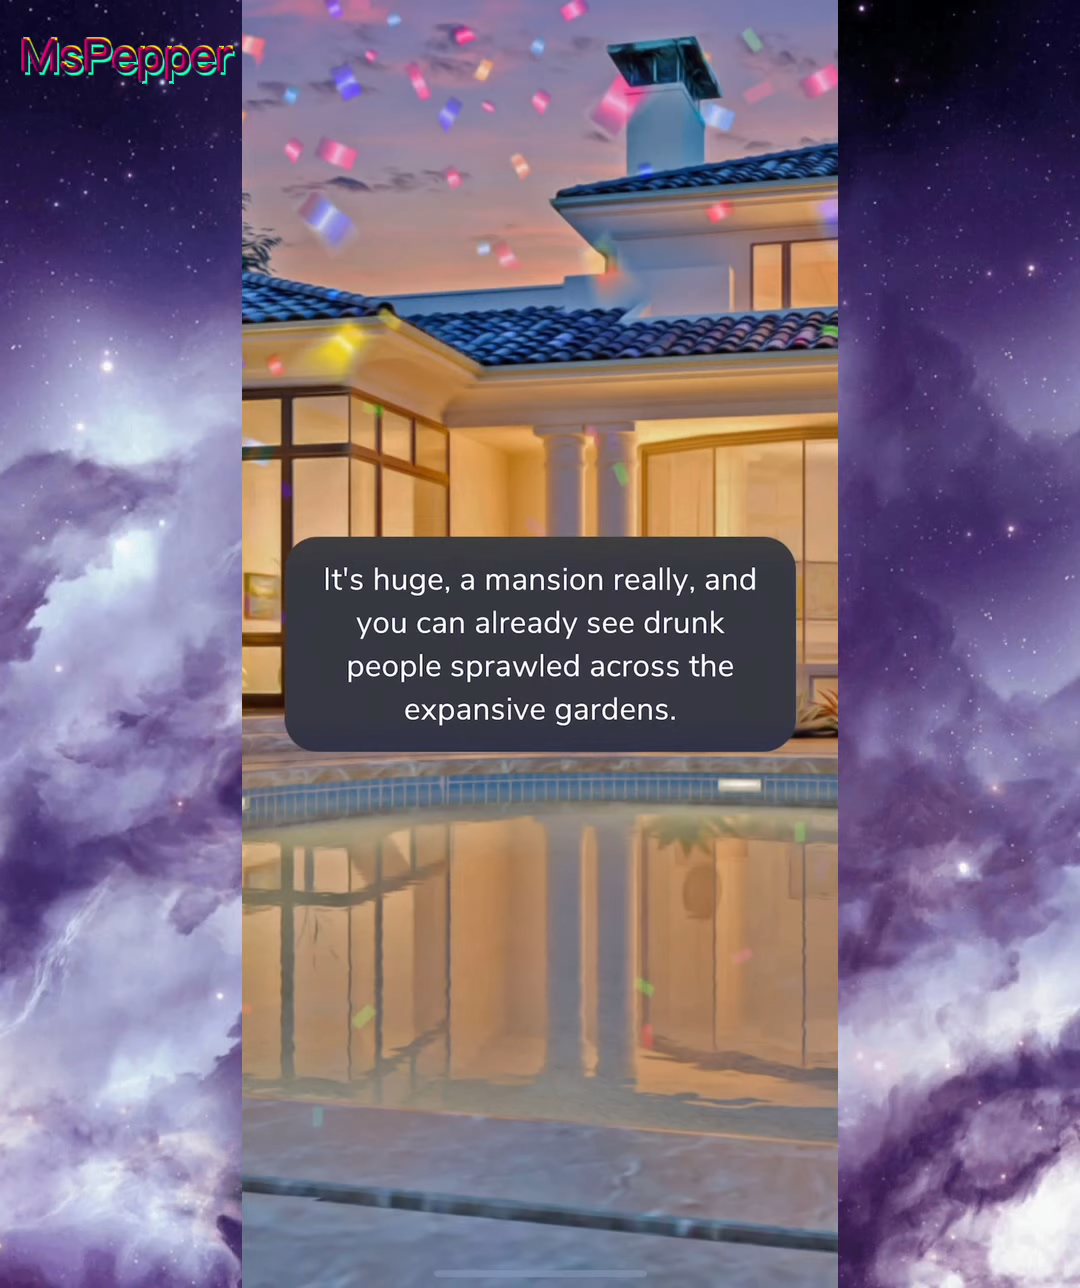 MsPepper
It's huge, a mansion really, and
you can already see drunk
people sprawled across the
expansive gardens.